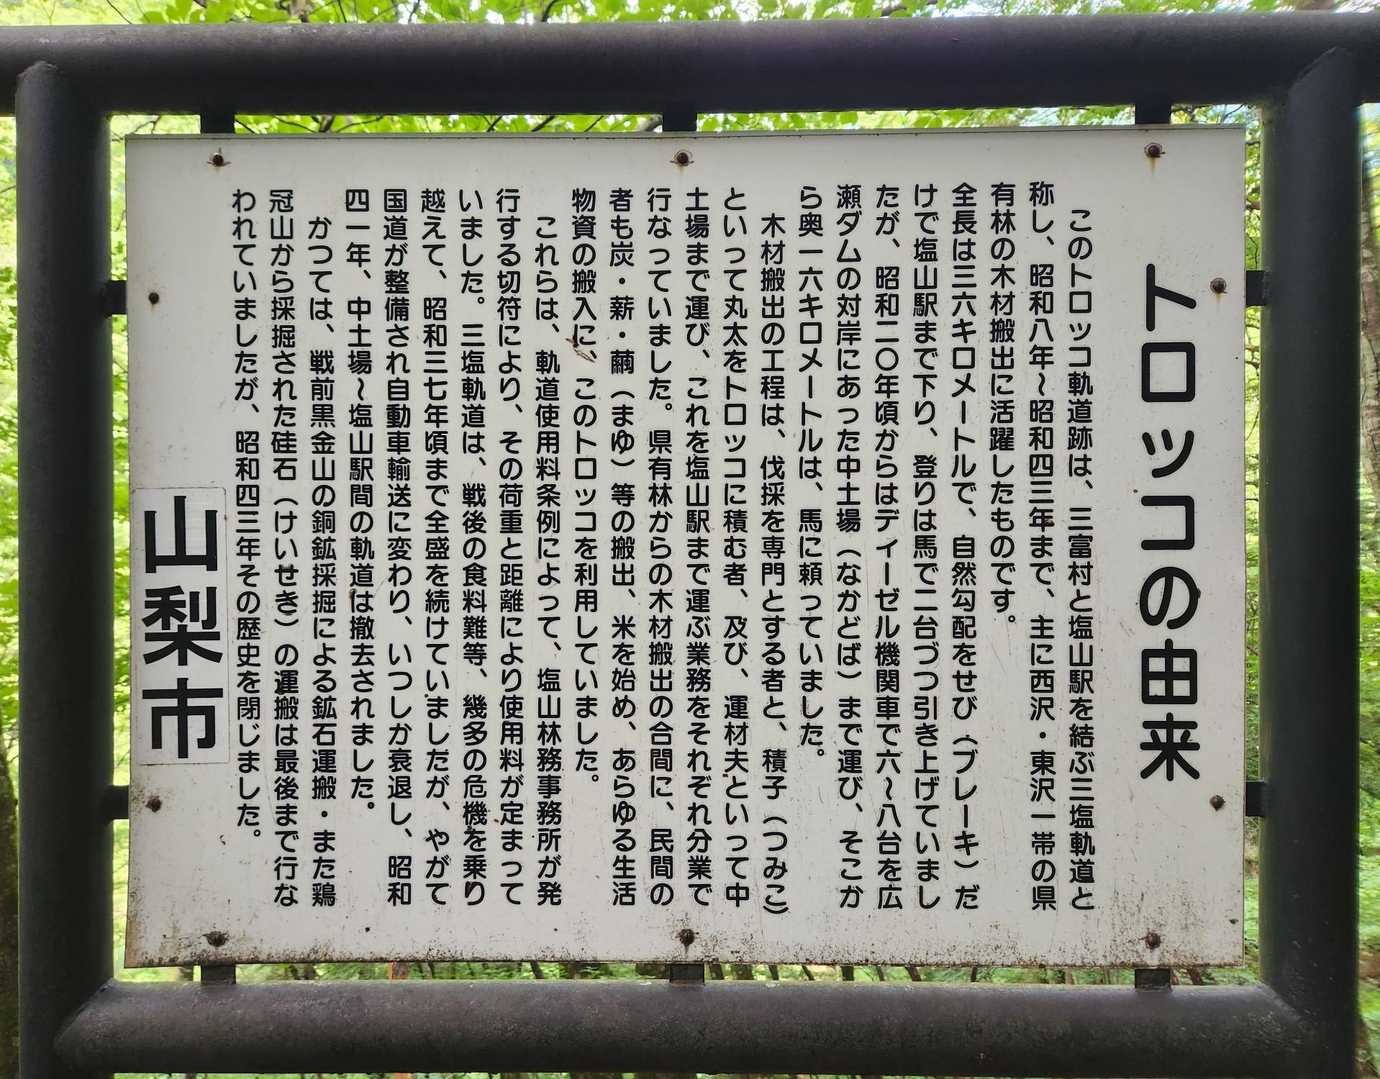 トロッコの由来
このトロッコ軌道跡は、三富村と塩山駅を結ぶ三塩軌道と
称し、昭和八年～昭和四三年まで、主に西沢・東沢一帯の県
有林の木材搬出に活躍したものです。
全長は三六キロメートルで、自然勾配をせび（ブレーキ）だ
けで塩山駅まで下り、登りは馬で二台づつ引き上げていまし
たが、昭和二〇年頃からはディーゼル機関車で六～八台を広
瀬ダムの対岸にあった中土場（なかどば）まで運び、そこか
ら奥一六キロメートルは、馬に頼っていました。
木材搬出の工程は、伐採を専門とする者と、積子（つみこ）
といって丸太をトロッコに積む者、及び、運材夫といって中
土場まで運び、これを塩山駅まで運ぶ業務をそれぞれ分業で
行なっていました。県有林からの木材搬出の合間に、民間の
者も炭・薪・繭（まゆ）等の搬出、米を始め、あらゆる生活
物資の搬入に、このトロッコを利用していました。
これらは、軌道使用料条例によって、塩山林務事務所が発
行する切符により、その荷重と距離により使用料が定まって
いました。三塩軌道は、戦後の食料難等、幾多の危機を乗り
越えて、昭和三七年頃まで全盛を続けていましたが、やがて
国道が整備され自動車輸送に変わり、いつしか衰退し、昭和
四一年、中土場～塩山駅間の軌道は撤去されました。
かつては、戦前黒金山の銅鉱採掘による鉱石運搬・また鶏
冠山から採掘された硅石（けいせき）の運搬は最後まで行な
われていましたが、昭和四三年その歴史を閉じました。
山梨市